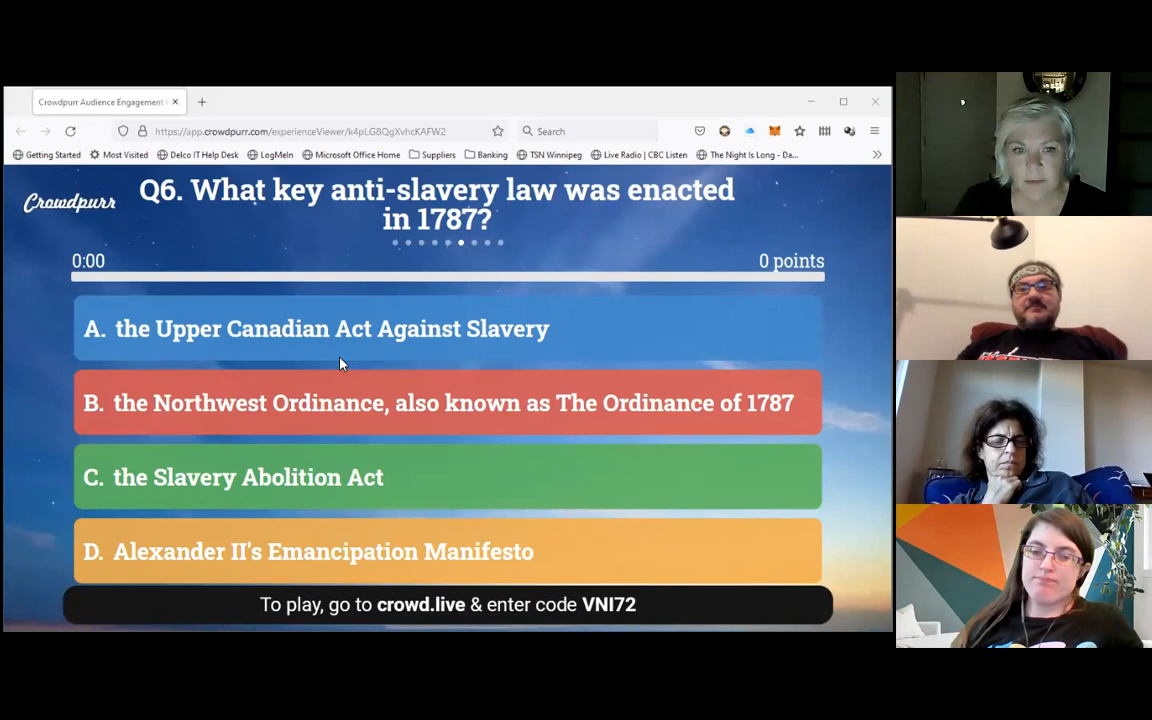 Crowdpurr Audience Engagement
https://app.crowdpurr.com/experienceViewer/k4pLG8QgXvhcKAFW2
Search
Getting Started
Most Visited
Delco IT Help Desk
LogMeIn
Microsoft Office Home
Suppliers
Banking
TSN Winnipeg
Live Radio | CBC Listen
The Night Is Long - Da...
Crowdpurr
Q6. What key anti-slavery law was enacted
in 1787?
0:00
0 points
A. the Upper Canadian Act Against Slavery
B. the Northwest Ordinance, also known as The Ordinance of 1787
C. the Slavery Abolition Act
D. Alexander II's Emancipation Manifesto
To play, go to crowd.live & enter code VNI72